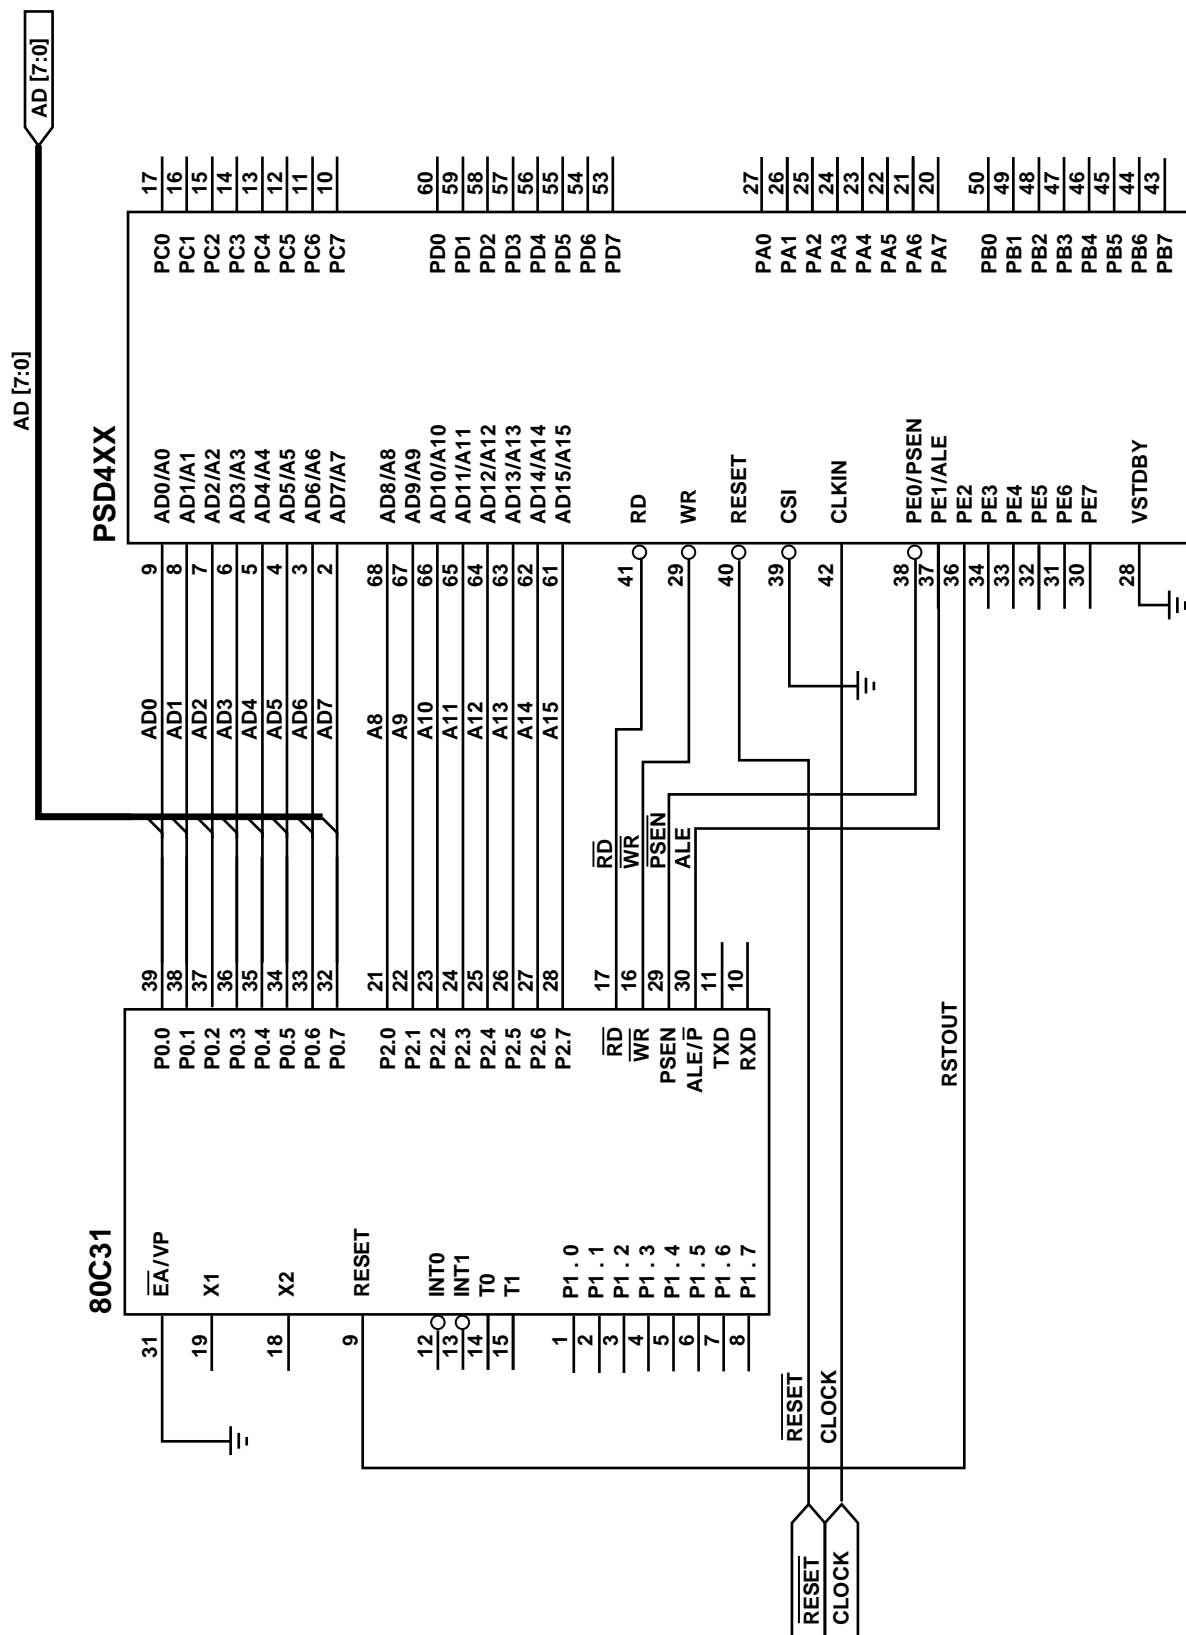 AD [7:0]
AD [7:0]
80C31
31 EA/VP
19 X1
18 X2
9 RESET
12 INT0
13 INT1
14 T0
15 T1
1 P1 . 0
2 P1 . 1
3 P1 . 2
4 P1 . 3
5 P1 . 4
6 P1 . 5
7 P1 . 6
8 P1 . 7
P0.0 39
P0.1 38
P0.2 37
P0.3 36
P0.4 35
P0.5 34
P0.6 33
P0.7 32
P2.0 21
P2.1 22
P2.2 23
P2.3 24
P2.4 25
P2.5 26
P2.6 27
P2.7 28
RD 17
WR 16
PSEN 29
ALE/P 30
TXD 11
RXD 10
AD0
AD1
AD2
AD3
AD4
AD5
AD6
AD7
A8
A9
A10
A11
A12
A13
A14
A15
RD
WR
PSEN
ALE
RESET
CLOCK
RESET
CLOCK
RSTOUT
PSD4XX
9 AD0/A0
8 AD1/A1
7 AD2/A2
6 AD3/A3
5 AD4/A4
4 AD5/A5
3 AD6/A6
2 AD7/A7
68 AD8/A8
67 AD9/A9
66 AD10/A10
65 AD11/A11
64 AD12/A12
63 AD13/A13
62 AD14/A14
61 AD15/A15
41 RD
29 WR
40 RESET
39 CSI
42 CLKIN
38 PE0/PSEN
37 PE1/ALE
36 PE2
34 PE3
33 PE4
32 PE5
31 PE6
30 PE7
28 VSTDBY
PC0 17
PC1 16
PC2 15
PC3 14
PC4 13
PC5 12
PC6 11
PC7 10
PD0 60
PD1 59
PD2 58
PD3 57
PD4 56
PD5 55
PD6 54
PD7 53
PA0 27
PA1 26
PA2 25
PA3 24
PA4 23
PA5 22
PA6 21
PA7 20
PB0 50
PB1 49
PB2 48
PB3 47
PB4 46
PB5 45
PB6 44
PB7 43